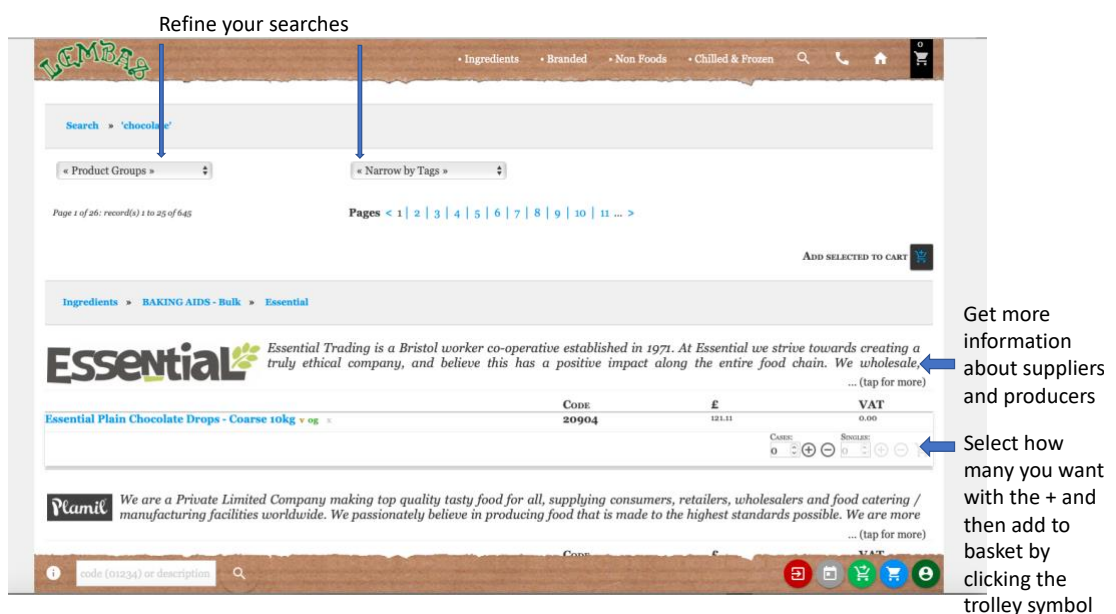 Refine your searches
LEMBAS
• Ingredients • Branded • Non Foods • Chilled & Frozen 0
Search » 'chocolate'
« Product Groups » « Narrow by Tags »
Page 1 of 26: record(s) 1 to 25 of 645 Pages < 1 | 2 | 3 | 4 | 5 | 6 | 7 | 8 | 9 | 10 | 11 ... >
Add selected to cart
Ingredients » BAKING AIDS - Bulk » Essential
Essential
Essential Trading is a Bristol worker co-operative established in 1971. At Essential we strive towards creating a
truly ethical company, and believe this has a positive impact along the entire food chain. We wholesale,
... (tap for more)
Code £ VAT
Essential Plain Chocolate Drops - Coarse 10kg v og 20904 121.11 0.00
Cases: Singles:
0 0
Plamil
We are a Private Limited Company making top quality tasty food for all, supplying consumers, retailers, wholesalers and food catering /
manufacturing facilities worldwide. We passionately believe in producing food that is made to the highest standards possible. We are more
... (tap for more)
Code £ VAT
code (01234) or description
Get more
information
about suppliers
and producers
Select how
many you want
with the + and
then add to
basket by
clicking the
trolley symbol